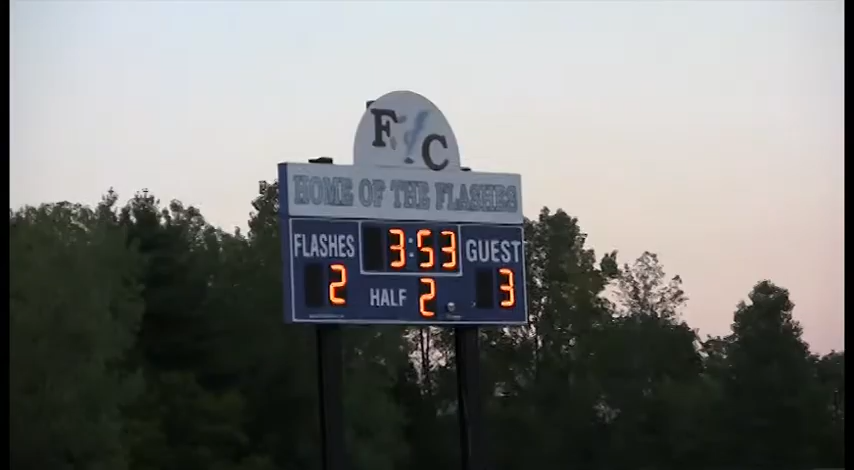 F C
HOME OF THE FLASHES
FLASHES 3:53 GUEST
2 HALF 2 3